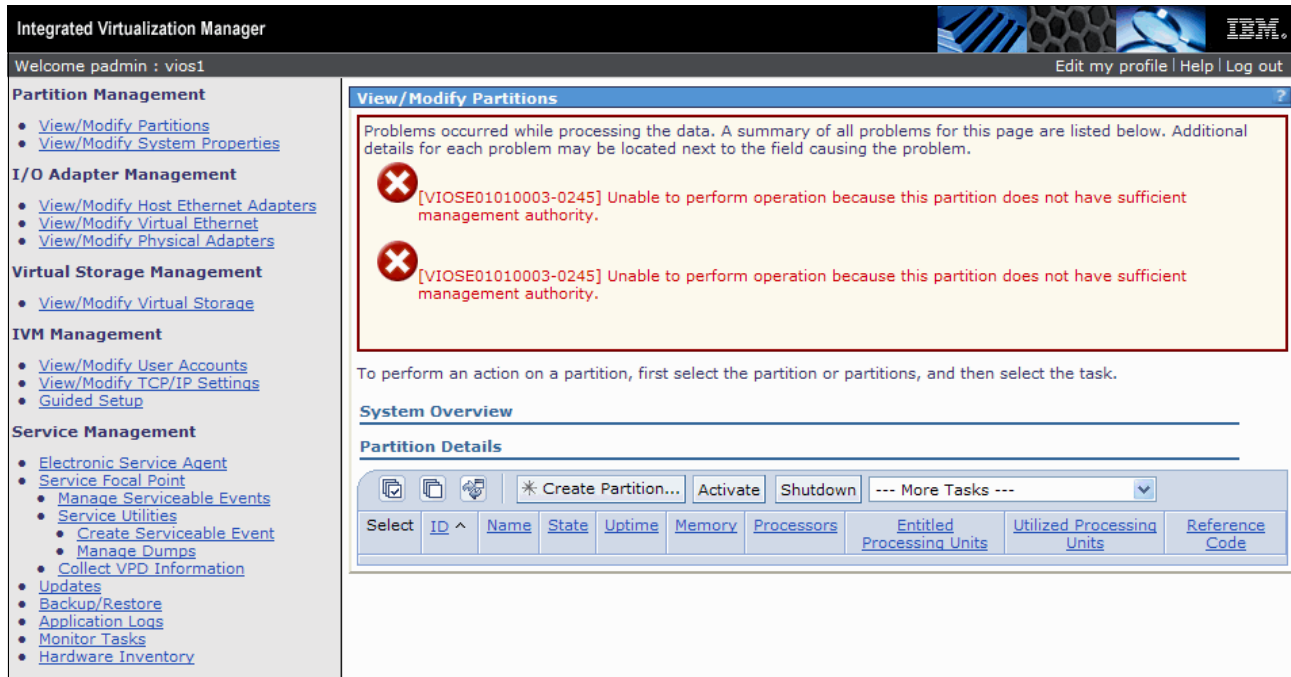 Integrated Virtualization Manager
IBM.
Welcome padmin : vios1
Edit my profile | Help | Log out
Partition Management
View/Modify Partitions
View/Modify System Properties
I/O Adapter Management
View/Modify Host Ethernet Adapters
View/Modify Virtual Ethernet
View/Modify Physical Adapters
Virtual Storage Management
View/Modify Virtual Storage
IVM Management
View/Modify User Accounts
View/Modify TCP/IP Settings
Guided Setup
Service Management
Electronic Service Agent
Service Focal Point
Manage Serviceable Events
Service Utilities
Create Serviceable Event
Manage Dumps
Collect VPD Information
Updates
Backup/Restore
Application Logs
Monitor Tasks
Hardware Inventory
View/Modify Partitions
?
Problems occurred while processing the data. A summary of all problems for this page are listed below. Additional
details for each problem may be located next to the field causing the problem.
[VIOSE01010003-0245] Unable to perform operation because this partition does not have sufficient
management authority.
[VIOSE01010003-0245] Unable to perform operation because this partition does not have sufficient
management authority.
To perform an action on a partition, first select the partition or partitions, and then select the task.
System Overview
Partition Details
Create Partition... Activate Shutdown --- More Tasks ---
Select ID ^ Name State Uptime Memory Processors Entitled Processing Units Utilized Processing Units Reference Code